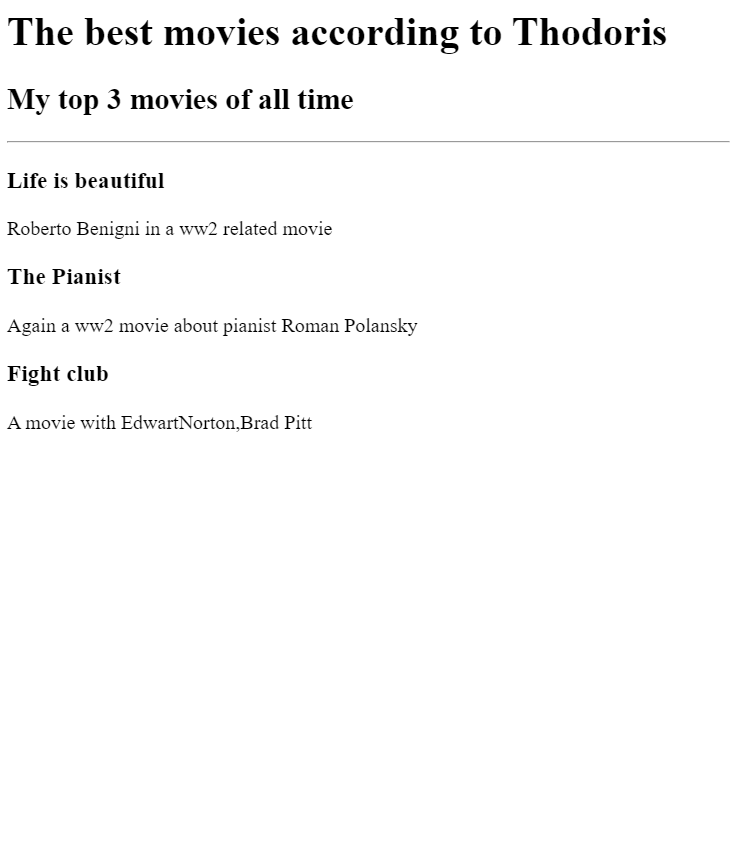 The best movies according to Thodoris
My top 3 movies of all time
Life is beautiful
Roberto Benigni in a ww2 related movie
The Pianist
Again a ww2 movie about pianist Roman Polansky
Fight club
A movie with EdwartNorton,Brad Pitt